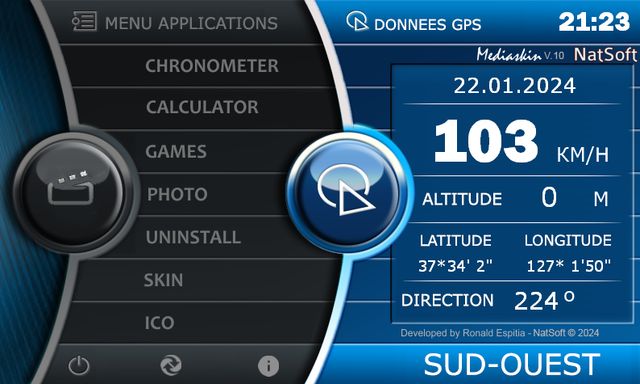 MENU APPLICATIONS
CHRONOMETER
CALCULATOR
GAMES
PHOTO
UNINSTALL
SKIN
ICO
DONNEES GPS 21:23
Mediaskin V.10 NatSoft
22.01.2024
103 KM/H
ALTITUDE 0 M
LATITUDE LONGITUDE
37*34' 2" 127* 1'50"
DIRECTION 224°
Developed by Ronald Espitia - NatSoft © 2024
SUD-OUEST